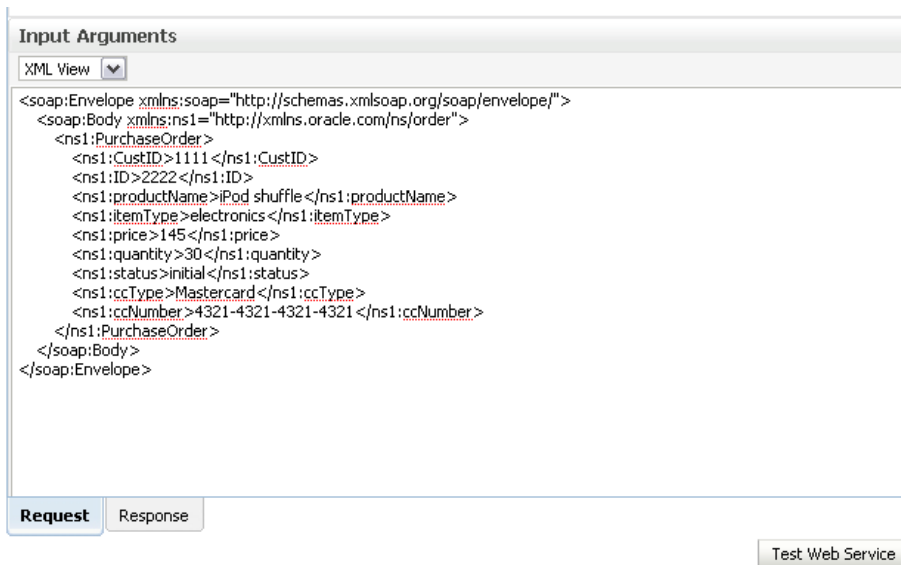 Input Arguments
XML View
<soap:Envelope xmlns:soap="http://schemas.xmlsoap.org/soap/envelope/">
<soap:Body xmlns:ns1="http://xmlns.oracle.com/ns/order">
<ns1:PurchaseOrder>
<ns1:CustID>1111</ns1:CustID>
<ns1:ID>2222</ns1:ID>
<ns1:productName>iPod shuffle</ns1:productName>
<ns1:itemType>electronics</ns1:itemType>
<ns1:price>145</ns1:price>
<ns1:quantity>30</ns1:quantity>
<ns1:status>initial</ns1:status>
<ns1:ccType>Mastercard</ns1:ccType>
<ns1:ccNumber>4321-4321-4321-4321</ns1:ccNumber>
</ns1:PurchaseOrder>
</soap:Body>
</soap:Envelope>
Request Response
Test Web Service